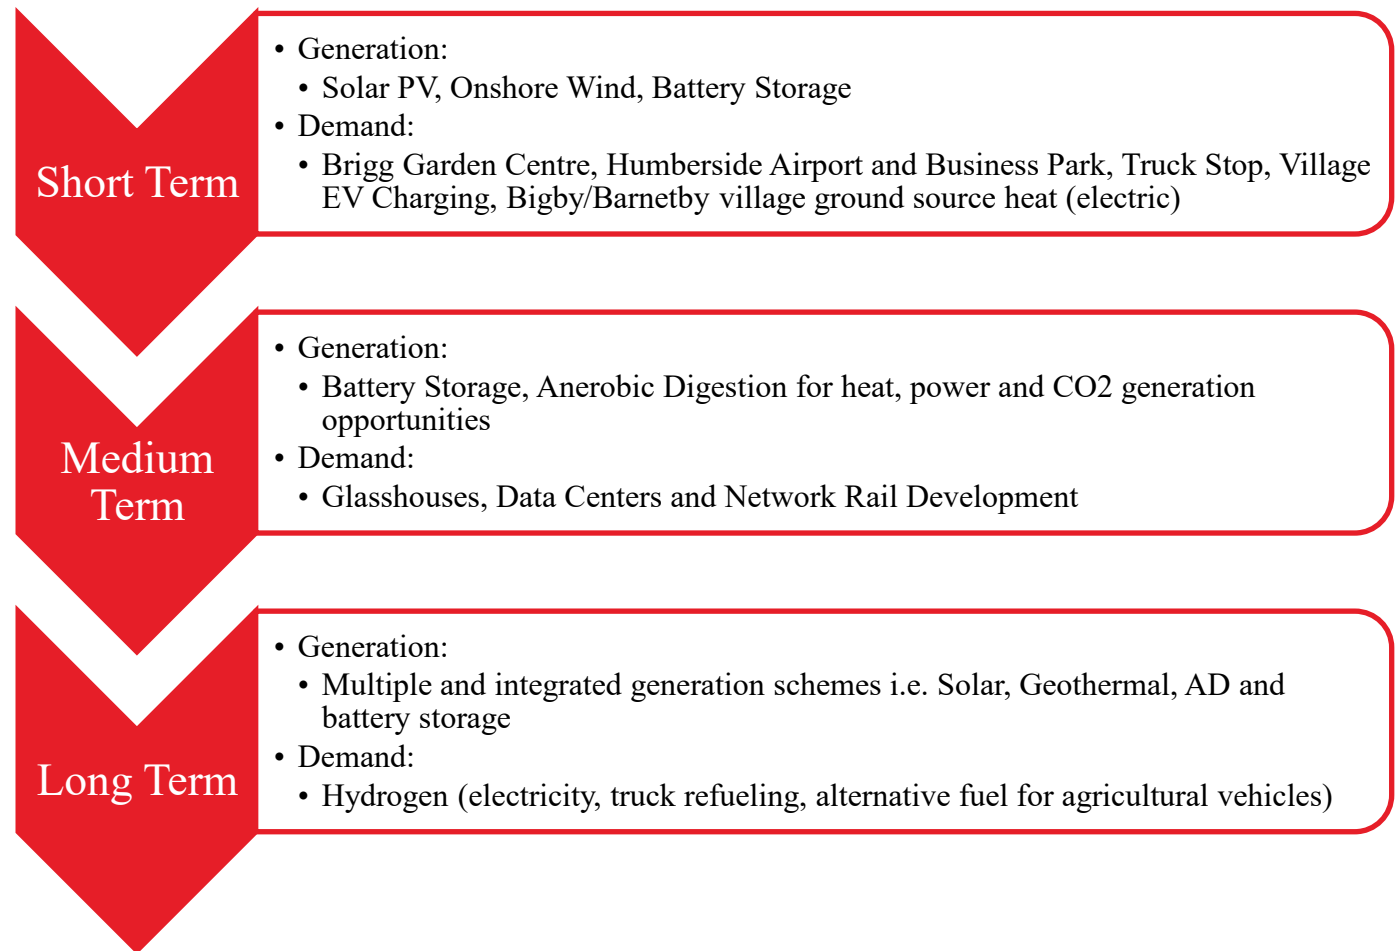 Short Term
• Generation:
• Solar PV, Onshore Wind, Battery Storage
• Demand:
• Brigg Garden Centre, Humberside Airport and Business Park, Truck Stop, Village
EV Charging, Bigby/Barnetby village ground source heat (electric)
Medium
Term
• Generation:
• Battery Storage, Anerobic Digestion for heat, power and CO2 generation
opportunities
• Demand:
• Glasshouses, Data Centers and Network Rail Development
Long Term
• Generation:
• Multiple and integrated generation schemes i.e. Solar, Geothermal, AD and
battery storage
• Demand:
• Hydrogen (electricity, truck refueling, alternative fuel for agricultural vehicles)